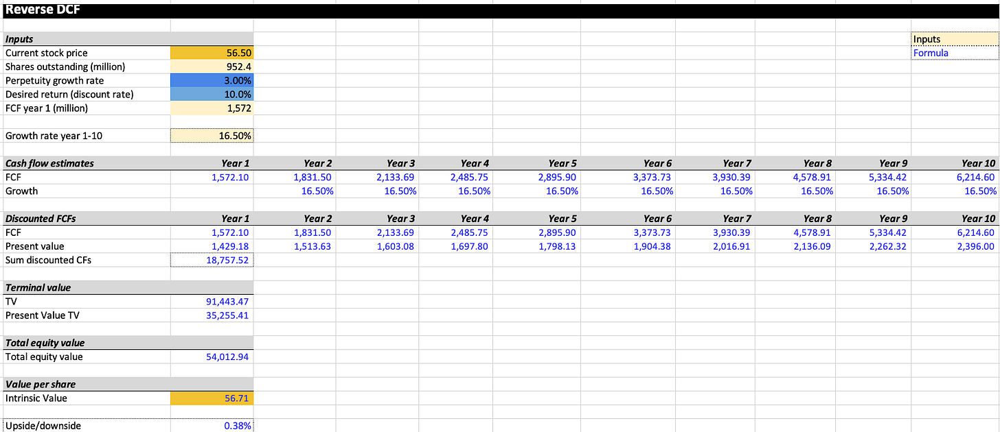 Reverse DCF
Inputs Inputs
Current stock price 56.50 Formula
Shares outstanding (million) 952.4
Perpetuity growth rate 3.00%
Desired return (discount rate) 10.0%
FCF year 1 (million) 1,572
Growth rate year 1-10 16.50%
Cash flow estimates Year 1 Year 2 Year 3 Year 4 Year 5 Year 6 Year 7 Year 8 Year 9 Year 10
FCF 1,572.10 1,831.50 2,133.69 2,485.75 2,895.90 3,373.73 3,930.39 4,578.91 5,334.42 6,214.60
Growth 16.50% 16.50% 16.50% 16.50% 16.50% 16.50% 16.50% 16.50% 16.50%
Discounted FCFs Year 1 Year 2 Year 3 Year 4 Year 5 Year 6 Year 7 Year 8 Year 9 Year 10
FCF 1,572.10 1,831.50 2,133.69 2,485.75 2,895.90 3,373.73 3,930.39 4,578.91 5,334.42 6,214.60
Present value 1,429.18 1,513.63 1,603.08 1,697.80 1,798.13 1,904.38 2,016.91 2,136.09 2,262.32 2,396.00
Sum discounted CFs 18,757.52
Terminal value
TV 91,443.47
Present Value TV 35,255.41
Total equity value
Total equity value 54,012.94
Value per share
Intrinsic Value 56.71
Upside/downside 0.38%